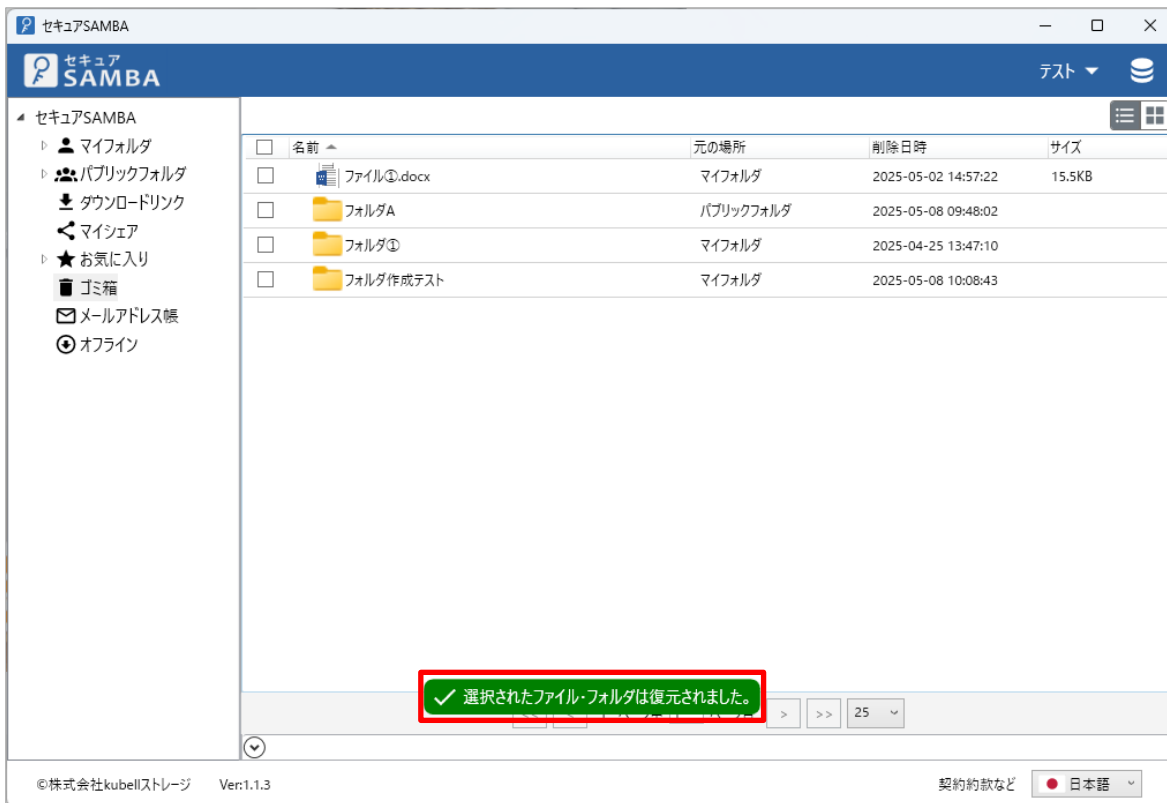 セキュアSAMBA
セキュア
SAMBA
テスト
セキュアSAMBA
マイフォルダ
パブリックフォルダ
ダウンロードリンク
マイシェア
お気に入り
ゴミ箱
メールアドレス帳
オフライン
名前 元の場所 削除日時 サイズ
ファイル①.docx マイフォルダ 2025-05-02 14:57:22 15.5KB
フォルダA パブリックフォルダ 2025-05-08 09:48:02
フォルダ① マイフォルダ 2025-04-25 13:47:10
フォルダ作成テスト マイフォルダ 2025-05-08 10:08:43
選択されたファイル・フォルダは復元されました。
> >> 25
©株式会社kubellストレージ Ver:1.1.3 契約約款など 日本語